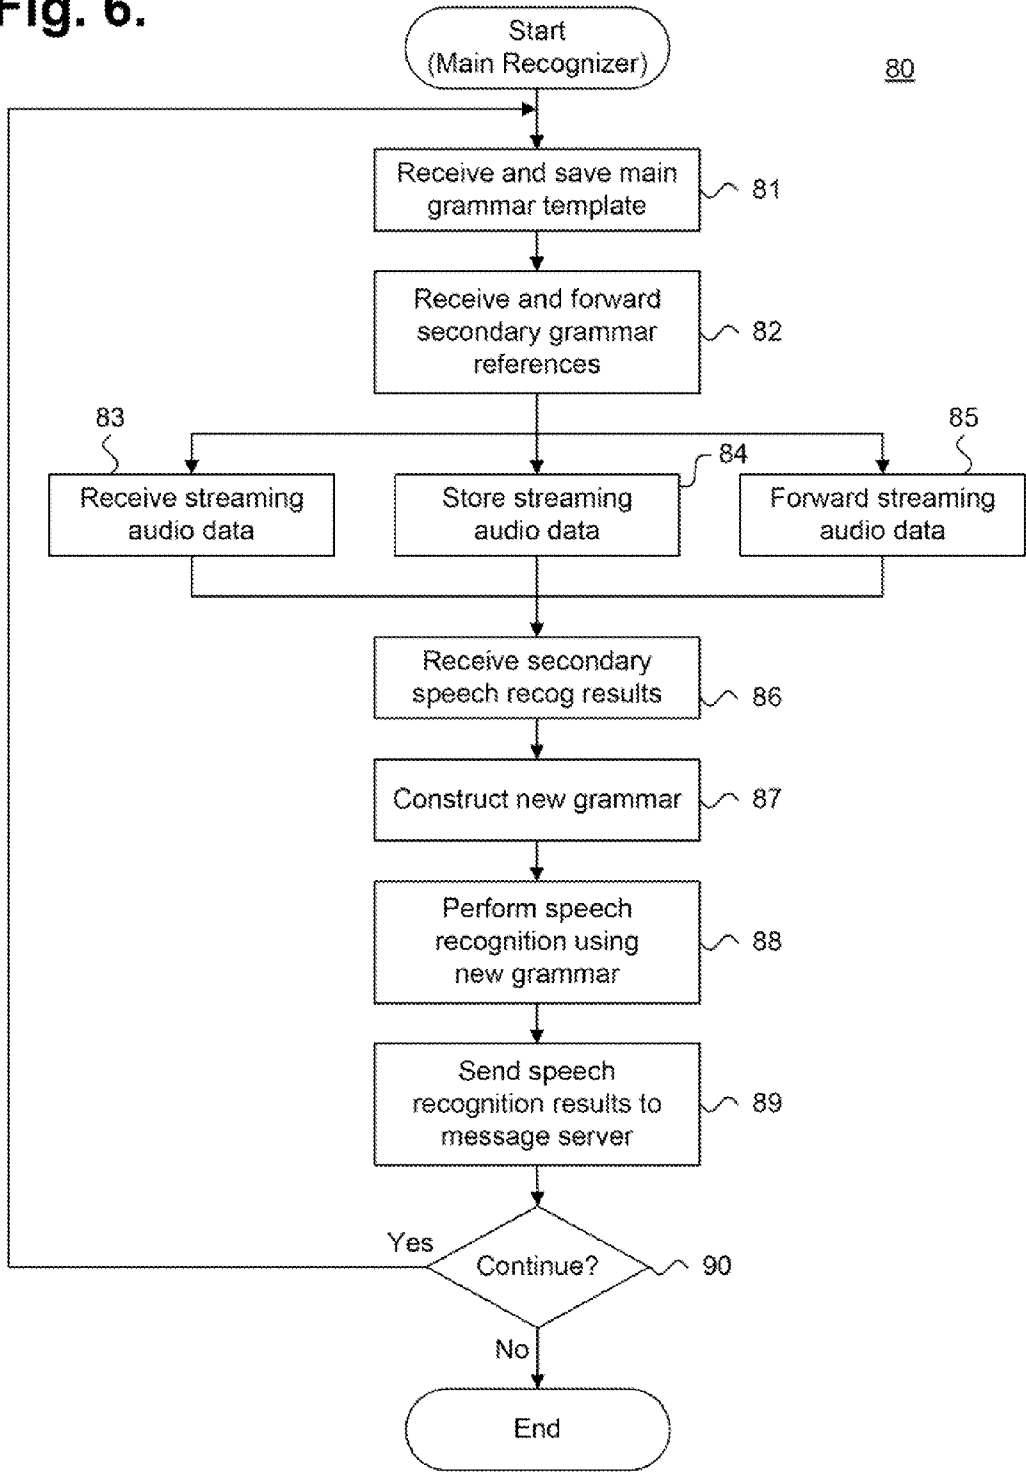 Fig. 6.
Start
(Main Recognizer)
80
Receive and save main
grammar template
81
Receive and forward
secondary grammar
references
82
83
84
85
Receive streaming
audio data
Store streaming
audio data
Forward streaming
audio data
Receive secondary
speech recog results
86
Construct new grammar
87
Perform speech
recognition using
new grammar
88
Send speech
recognition results to
message server
89
Yes
Continue?
90
No
End